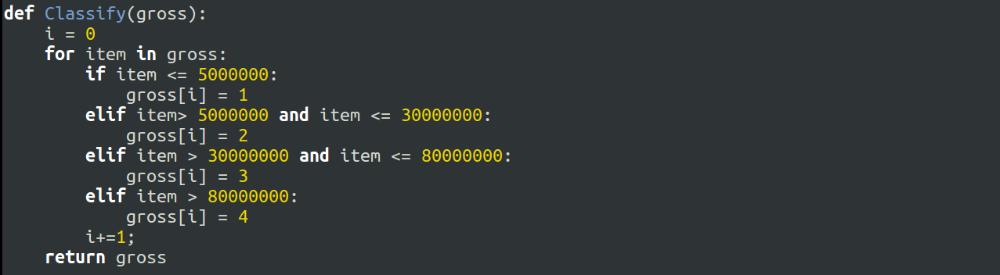 def Classify(gross):
    i = 0
    for item in gross:
        if item <= 5000000:
            gross[i] = 1
        elif item> 5000000 and item <= 30000000:
            gross[i] = 2
        elif item > 30000000 and item <= 80000000:
            gross[i] = 3
        elif item > 80000000:
            gross[i] = 4
        i+=1;
    return gross